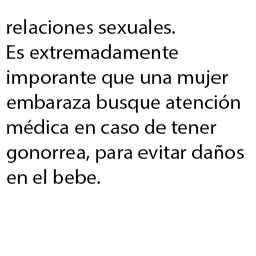 relaciones sexuales.
Es extremadamente
imporante que una mujer
embaraza busque atención
médica en caso de tener
gonorrea, para evitar daños
en el bebe.